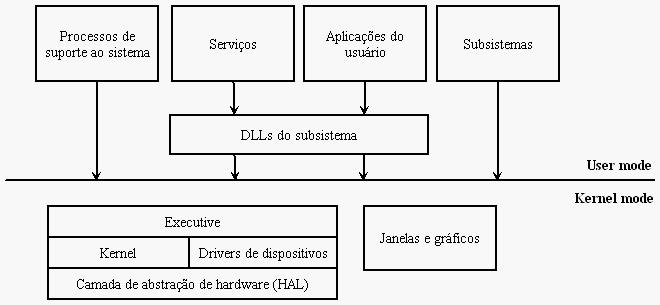 Processos de
suporte ao sistema
Serviços
Aplicações do
usuário
Subsistemas
DLLs do subsistema
User mode
Kernel mode
Executive
Kernel
Drivers de dispositivos
Camada de abstração de hardware (HAL)
Janelas e gráficos